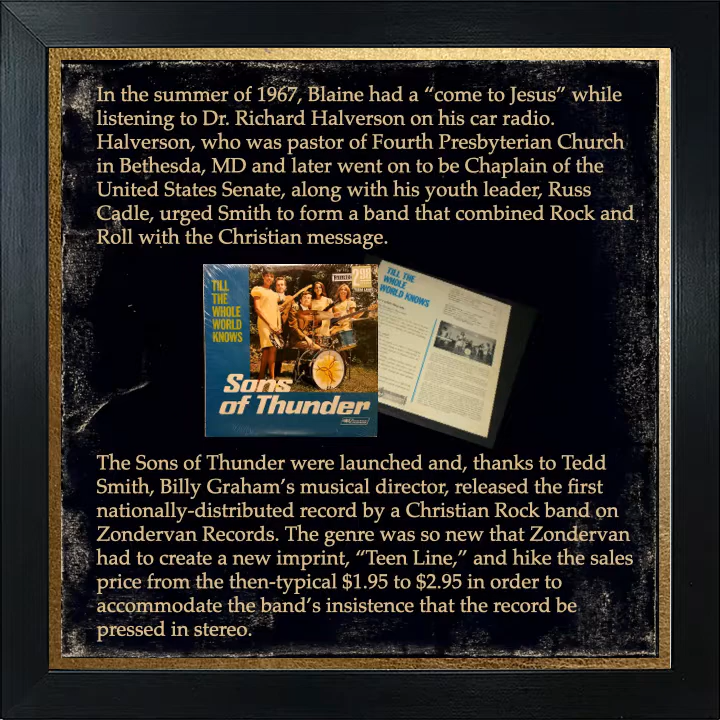 In the summer of 1967, Blaine had a “come to Jesus” while
listening to Dr. Richard Halverson on his car radio.
Halverson, who was pastor of Fourth Presbyterian Church
in Bethesda, MD and later went on to be Chaplain of the
United States Senate, along with his youth leader, Russ
Cadle, urged Smith to form a band that combined Rock and
Roll with the Christian message.
TILL
THE
WHOLE
WORLD
KNOWS
Sons
of Thunder
TILL THE
WHOLE
WORLD KNOWS
The Sons of Thunder were launched and, thanks to Tedd
Smith, Billy Graham’s musical director, released the first
nationally-distributed record by a Christian Rock band on
Zondervan Records. The genre was so new that Zondervan
had to create a new imprint, “Teen Line,” and hike the sales
price from the then-typical $1.95 to $2.95 in order to
accommodate the band’s insistence that the record be
pressed in stereo.